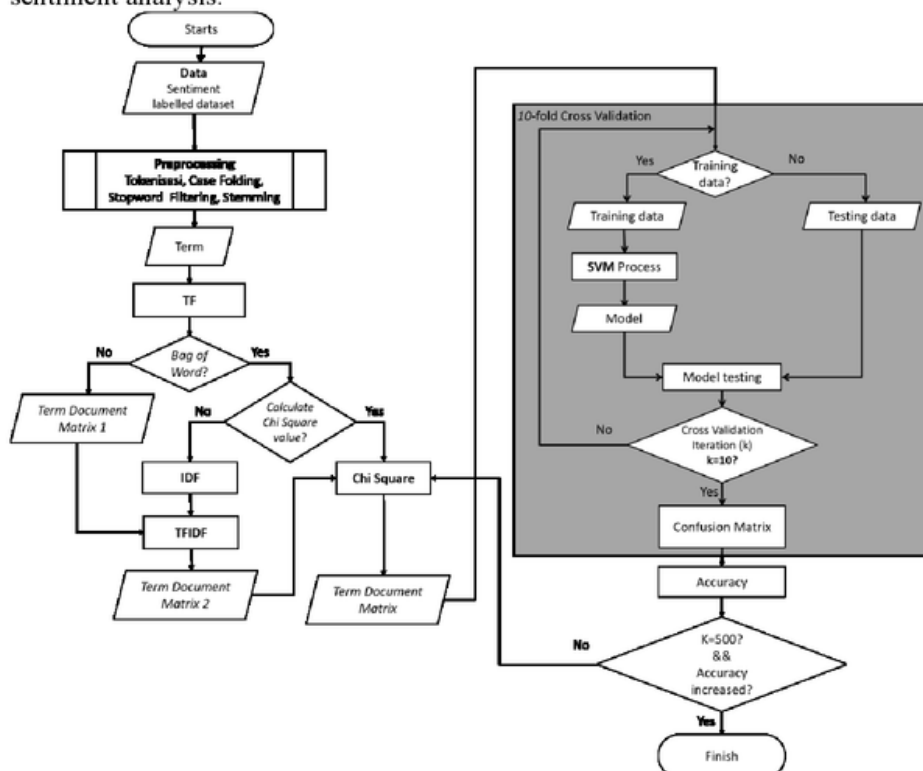 sentiment analysis.
Starts
Data
Sentiment
labelled dataset
Preprocessing
Tokenisasi, Case Folding,
Stopword Filtering, Stemming
Term
TF
Bag of
Word?
No
Yes
Term Document
Matrix 1
Calculate
Chi Square
value?
No
Yes
IDF
Chi Square
TFIDF
Term Document
Matrix 2
Term Document
Matrix
10-fold Cross Validation
Training
data?
Yes
No
Training data
Testing data
SVM Process
Model
Model testing
Cross Validation
Iteration (k)
k=10?
No
Yes
Confusion Matrix
Accuracy
K=500?
&&
Accuracy
increased?
No
Yes
Finish